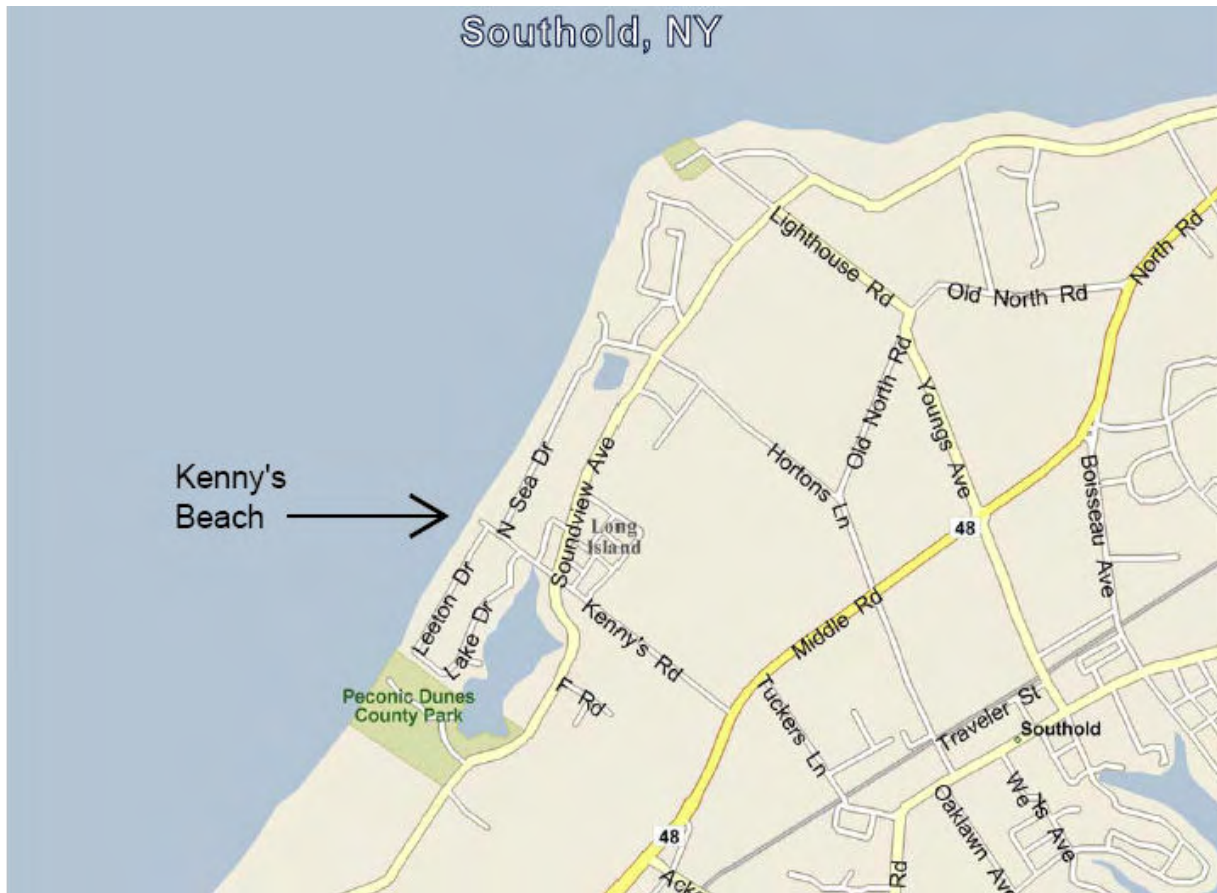 Southold, NY
Lighthouse Rd
North Rd
Old North Rd
Old North Rd
Youngs Ave
Hortons Ln
Boisseau Ave
N Sea Dr
Soundview Ave
Kenny's
Beach
Long
Island
48
Leeton Dr
Lake Dr
Kenny's Rd
Middle Rd
Peconic Dunes
County Park
F Rd
Tuckers Ln
Traveler St
Southold
Wells Ave
Oaklawn Ave
48
Rd